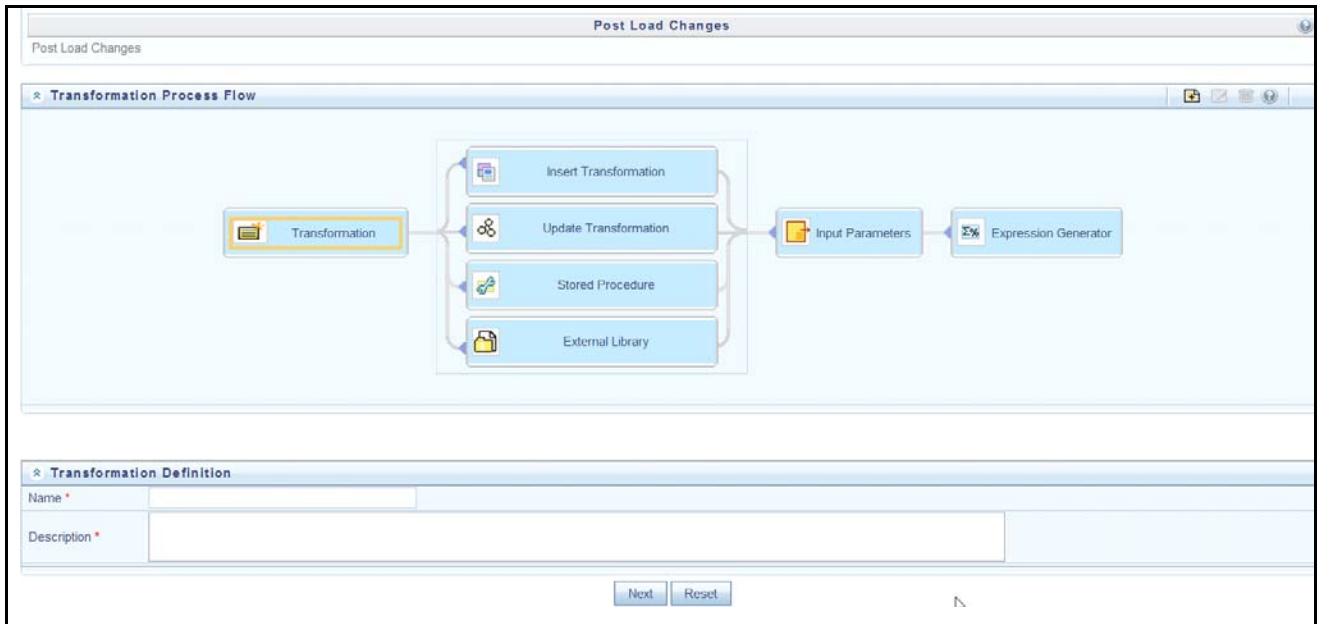 Post Load Changes
Post Load Changes
Transformation Process Flow
Insert Transformation
Update Transformation
Transformation
Input Parameters
Σ% Expression Generator
Stored Procedure
External Library
Transformation Definition
Name *
Description *
Next Reset